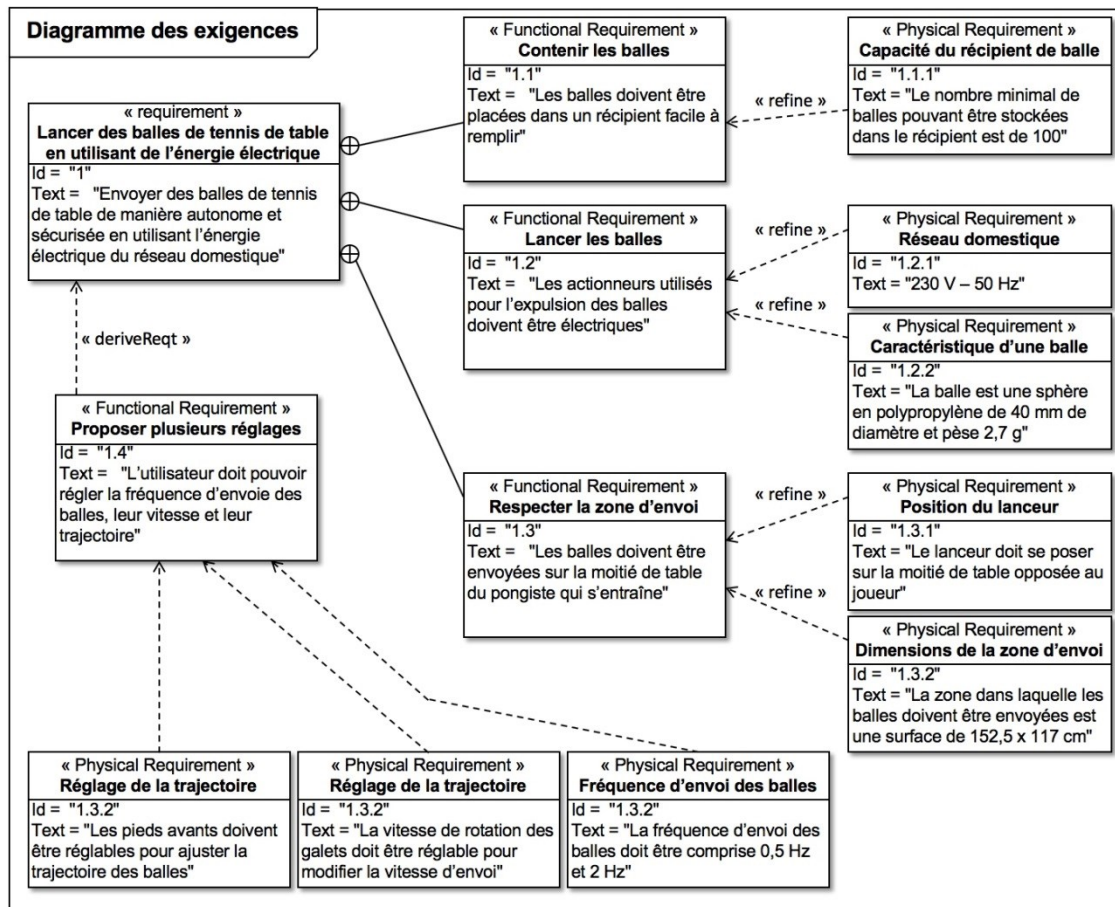 Diagramme des exigences
« requirement »
Lancer des balles de tennis de table
en utilisant de l'énergie électrique
Id = "1"
Text = "Envoyer des balles de tennis
de table de manière autonome et
sécurisée en utilisant l'énergie
électrique du réseau domestique"
« Functional Requirement »
Contenir les balles
Id = "1.1"
Text = "Les balles doivent être
placées dans un récipient facile à
remplir"
« refine »
« Physical Requirement »
Capacité du récipient de balle
Id = "1.1.1"
Text = "Le nombre minimal de
balles pouvant être stockées
dans le récipient est de 100"
« Functional Requirement »
Lancer les balles
Id = "1.2"
Text = "Les actionneurs utilisés
pour l'expulsion des balles
doivent être électriques"
« refine »
« refine »
« Physical Requirement »
Réseau domestique
Id = "1.2.1"
Text = "230 V – 50 Hz"
« Physical Requirement »
Caractéristique d'une balle
Id = "1.2.2"
Text = "La balle est une sphère
en polypropylène de 40 mm de
diamètre et pèse 2,7 g"
« deriveReqt »
« Functional Requirement »
Proposer plusieurs réglages
Id = "1.4"
Text = "L'utilisateur doit pouvoir
régler la fréquence d'envoie des
balles, leur vitesse et leur
trajectoire"
« Functional Requirement »
Respecter la zone d'envoi
Id = "1.3"
Text = "Les balles doivent être
envoyées sur la moitié de table
du pongiste qui s'entraîne"
« refine »
« refine »
« Physical Requirement »
Position du lanceur
Id = "1.3.1"
Text = "Le lanceur doit se poser
sur la moitié de table opposée au
joueur"
« Physical Requirement »
Dimensions de la zone d'envoi
Id = "1.3.2"
Text = "La zone dans laquelle les
balles doivent être envoyées est
une surface de 152,5 x 117 cm"
« Physical Requirement »
Réglage de la trajectoire
Id = "1.3.2"
Text = "Les pieds avants doivent
être réglables pour ajuster la
trajectoire des balles"
« Physical Requirement »
Réglage de la trajectoire
Id = "1.3.2"
Text = "La vitesse de rotation des
galets doit être réglable pour
modifier la vitesse d'envoi"
« Physical Requirement »
Fréquence d'envoi des balles
Id = "1.3.2"
Text = "La fréquence d'envoi des
balles doit être comprise 0,5 Hz
et 2 Hz"